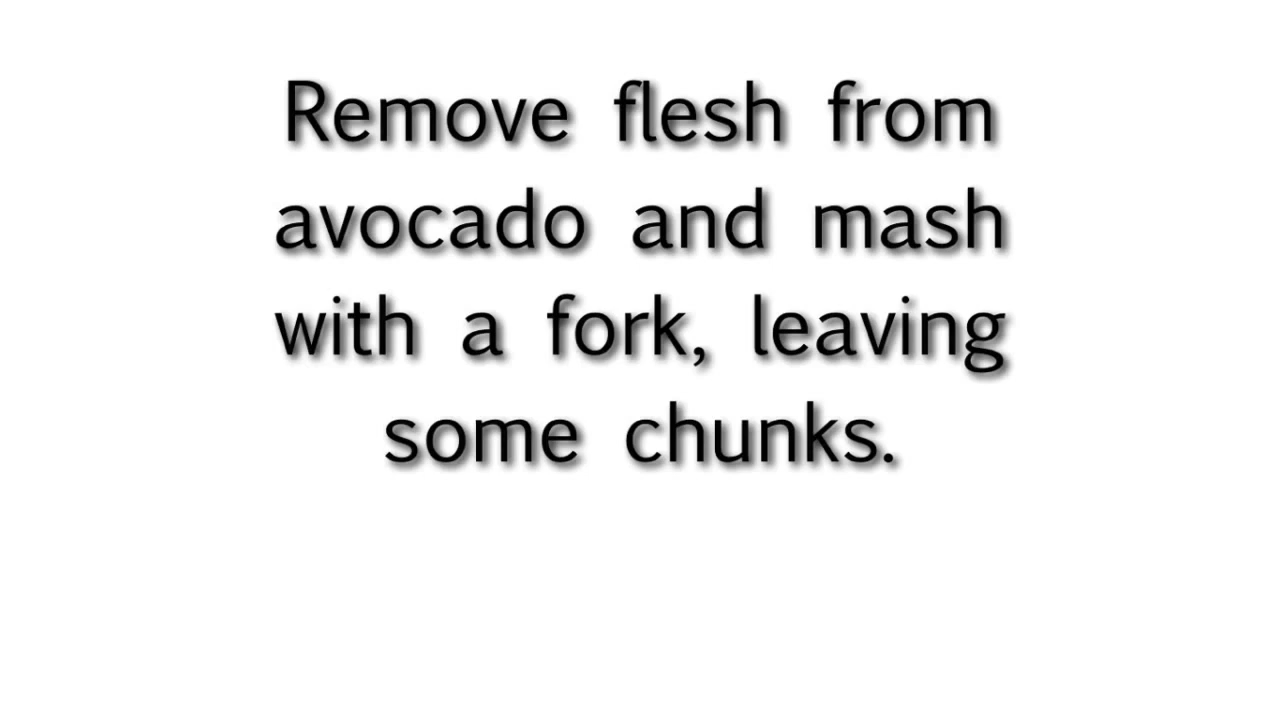 Remove flesh from
avocado and mash
with a fork, leaving
some chunks.